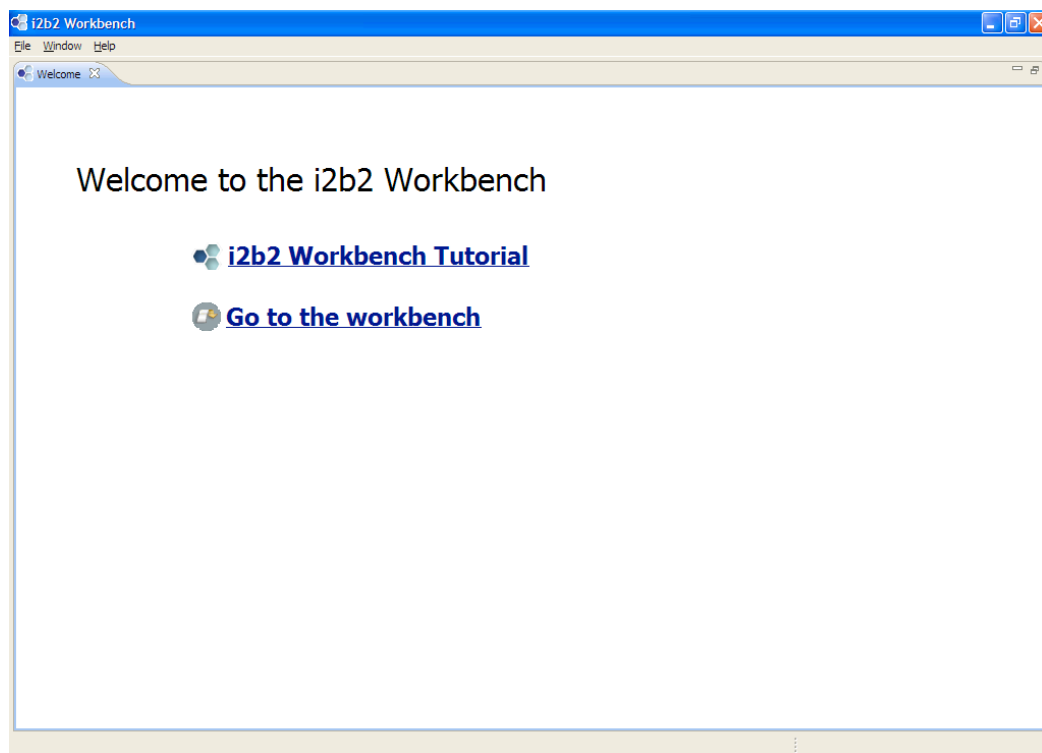 i2b2 Workbench
File Window Help
Welcome
Welcome to the i2b2 Workbench
i2b2 Workbench Tutorial
Go to the workbench